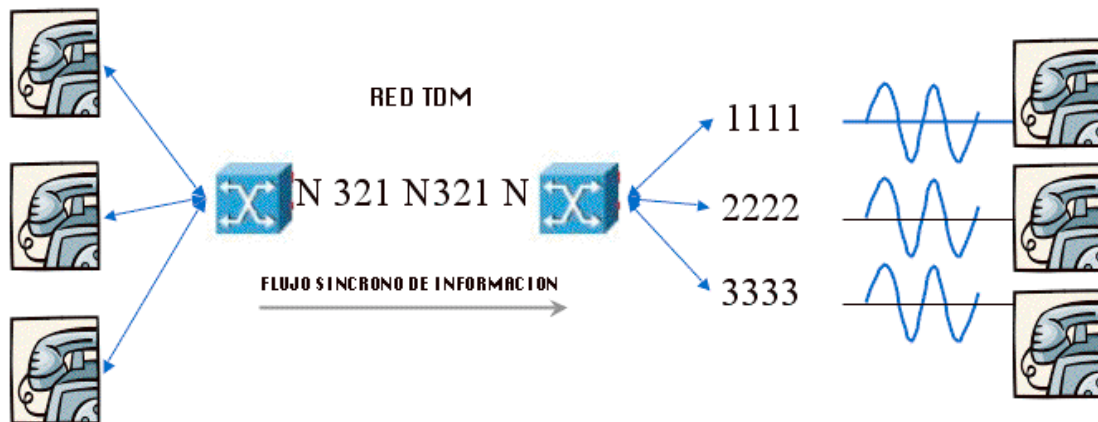 RED TDM
N 321 N321 N
FLUJO SINCRONO DE INFORMACION
1111
2222
3333